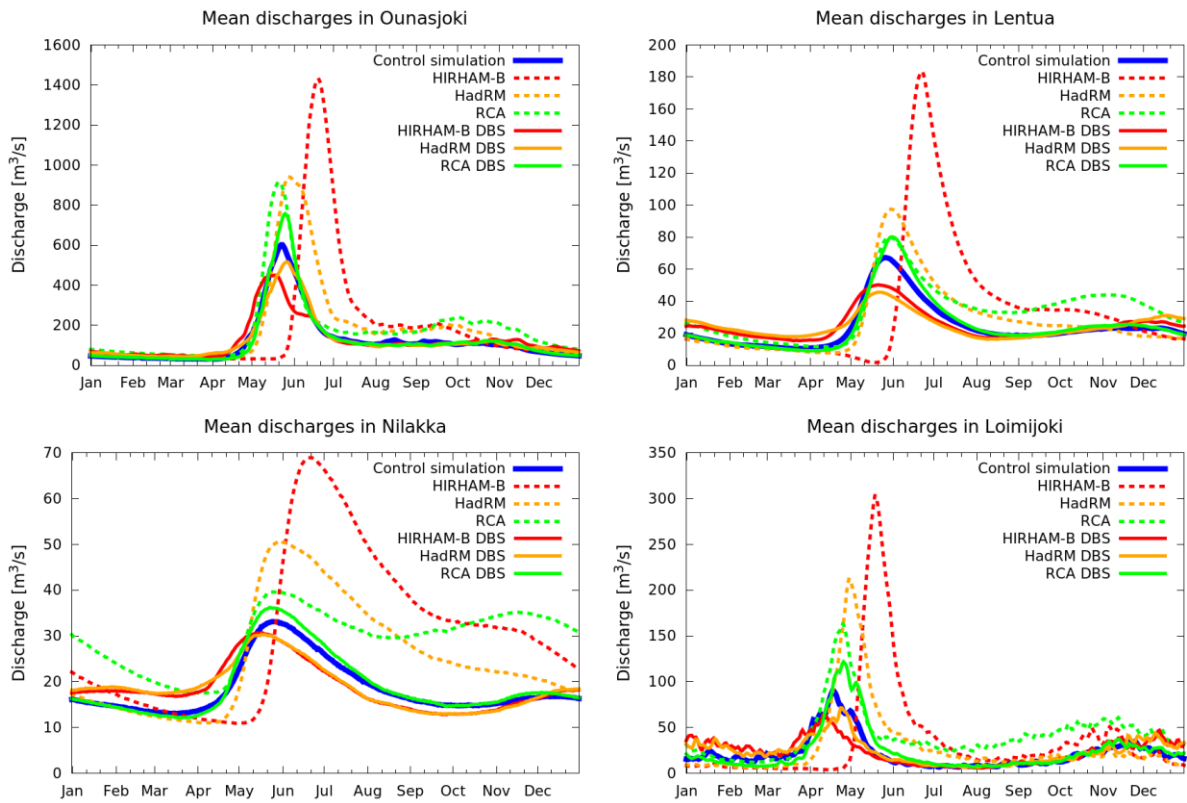 Mean discharges in Ounasjoki
Discharge [m³/s]
1600
1400
1200
1000
800
600
400
200
0
Control simulation
HIRHAM-B
HadRM
RCA
HIRHAM-B DBS
HadRM DBS
RCA DBS
Jan Feb Mar Apr May Jun Jul Aug Sep Oct Nov Dec
Mean discharges in Lentua
Discharge [m³/s]
200
180
160
140
120
100
80
60
40
20
0
Control simulation
HIRHAM-B
HadRM
RCA
HIRHAM-B DBS
HadRM DBS
RCA DBS
Jan Feb Mar Apr May Jun Jul Aug Sep Oct Nov Dec
Mean discharges in Nilakka
Discharge [m³/s]
70
60
50
40
30
20
10
0
Control simulation
HIRHAM-B
HadRM
RCA
HIRHAM-B DBS
HadRM DBS
RCA DBS
Jan Feb Mar Apr May Jun Jul Aug Sep Oct Nov Dec
Mean discharges in Loimijoki
Discharge [m³/s]
350
300
250
200
150
100
50
0
Control simulation
HIRHAM-B
HadRM
RCA
HIRHAM-B DBS
HadRM DBS
RCA DBS
Jan Feb Mar Apr May Jun Jul Aug Sep Oct Nov Dec